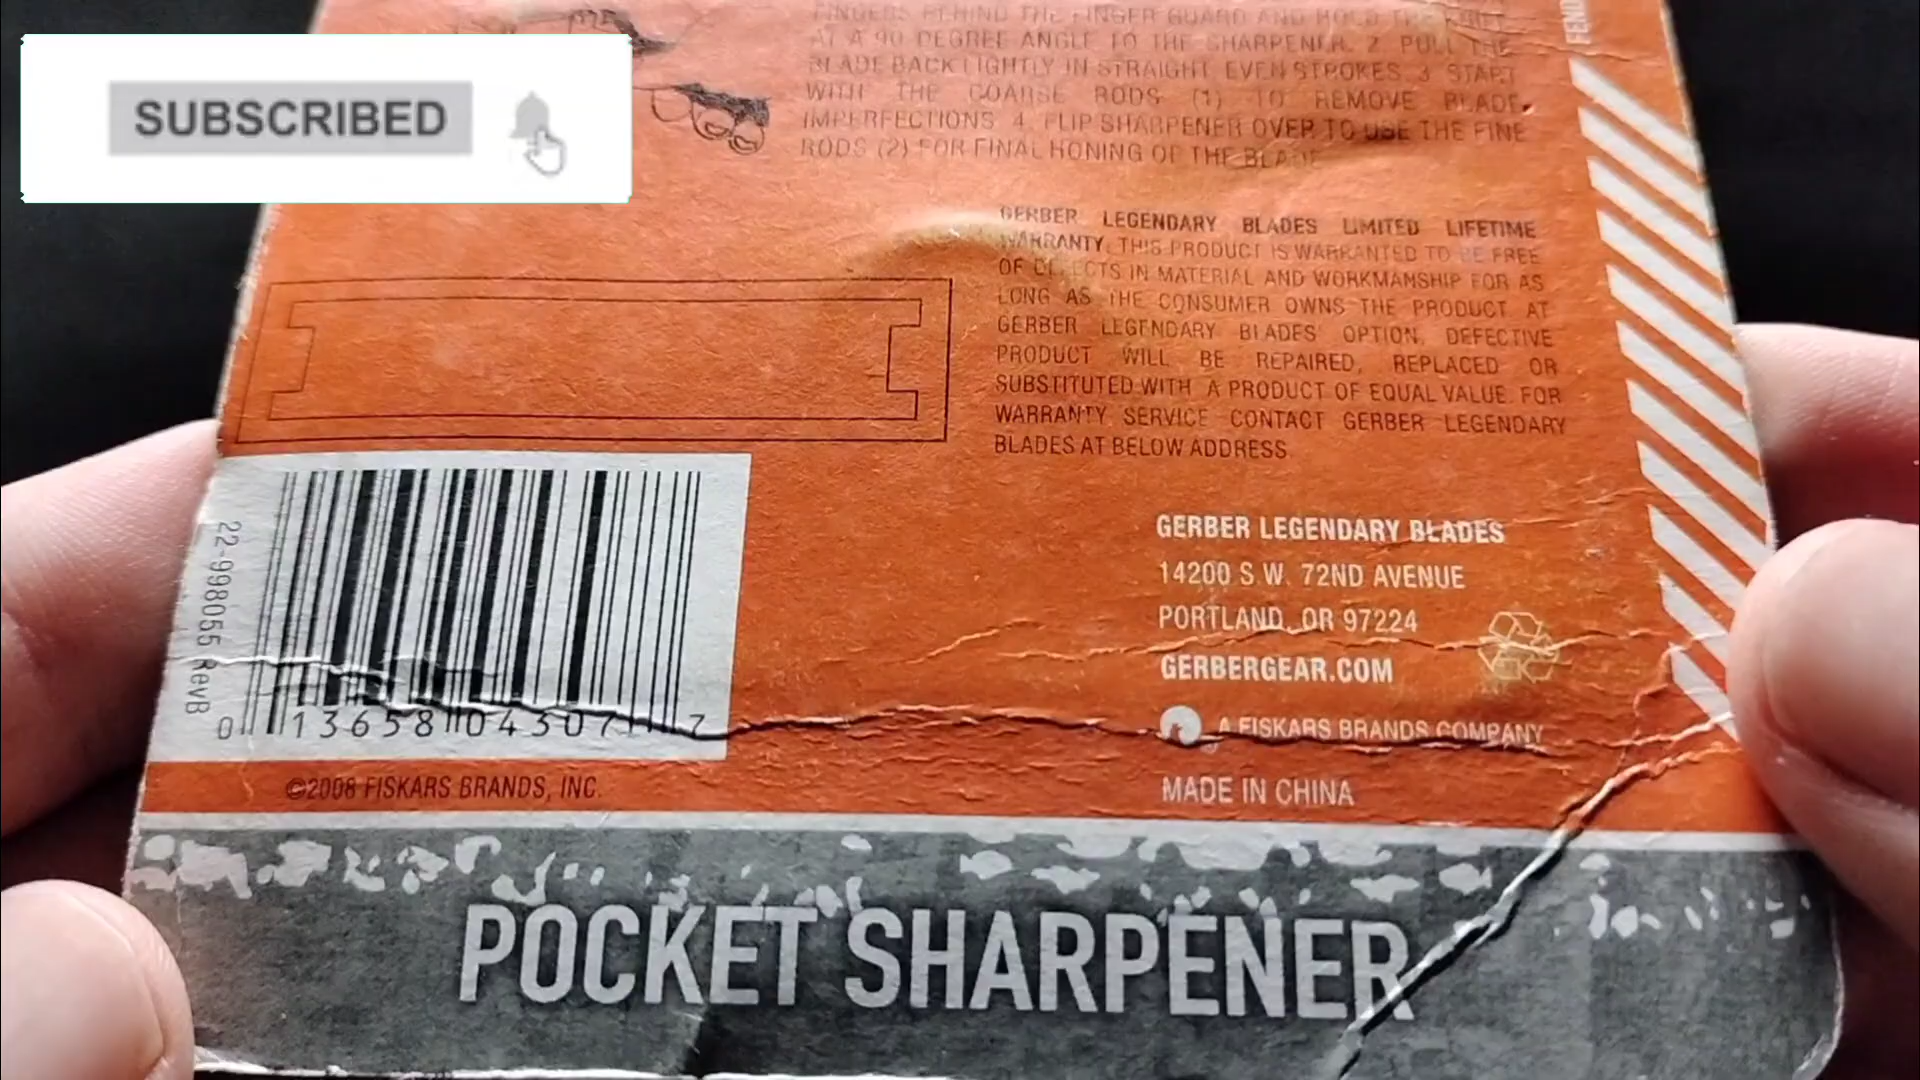 SUBSCRIBED
FINGERS BEHIND THE FINGER GUARD AND HOLD THE KNIFE
AT A 90 DEGREE ANGLE TO THE SHARPENER. 2. PULL THE
BLADE BACK LIGHTLY IN STRAIGHT EVEN STROKES. 3. START
WITH THE COARSE RODS (1) TO REMOVE BLADE
IMPERFECTIONS. 4. FLIP SHARPENER OVER TO USE THE FINE
RODS (2) FOR FINAL HONING OF THE BLADE
GERBER LEGENDARY BLADES LIMITED LIFETIME
WARRANTY. THIS PRODUCT IS WARRANTED TO BE FREE
OF DEFECTS IN MATERIAL AND WORKMANSHIP FOR AS
LONG AS THE CONSUMER OWNS THE PRODUCT AT
GERBER LEGENDARY BLADES' OPTION, DEFECTIVE
PRODUCT WILL BE REPAIRED, REPLACED OR
SUBSTITUTED WITH A PRODUCT OF EQUAL VALUE. FOR
WARRANTY SERVICE CONTACT GERBER LEGENDARY
BLADES AT BELOW ADDRESS.
22-998055 RevB
0 13658 04307 7
©2008 FISKARS BRANDS, INC.
GERBER LEGENDARY BLADES
14200 S.W. 72ND AVENUE
PORTLAND, OR 97224
GERBERGEAR.COM
A FISKARS BRANDS COMPANY
MADE IN CHINA
POCKET SHARPENER